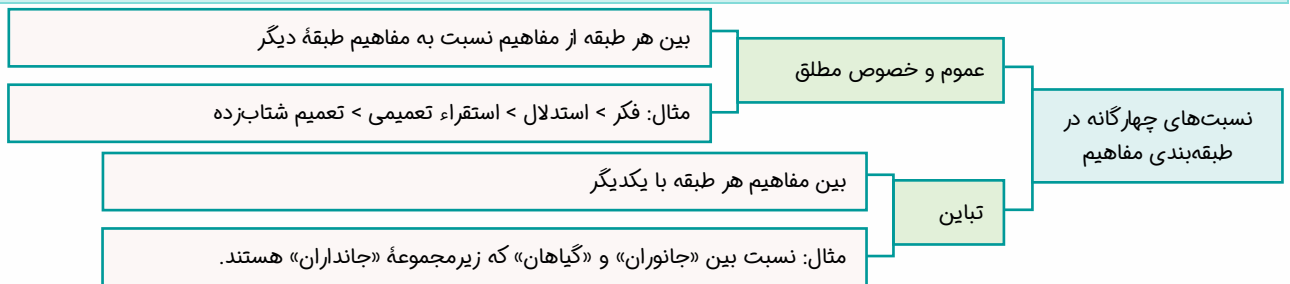 نسبت‌های چهارگانه در
طبقه‌بندی مفاهیم
عموم و خصوص مطلق
بین هر طبقه از مفاهیم نسبت به مفاهیم طبقهٔ دیگر
مثال: فکر > استدلال > استقراء تعمیمی > تعمیم شتاب‌زده
تباین
بین مفاهیم هر طبقه با یکدیگر
مثال: نسبت بین «جانوران» و «گیاهان» که زیرمجموعهٔ «جانداران» هستند.